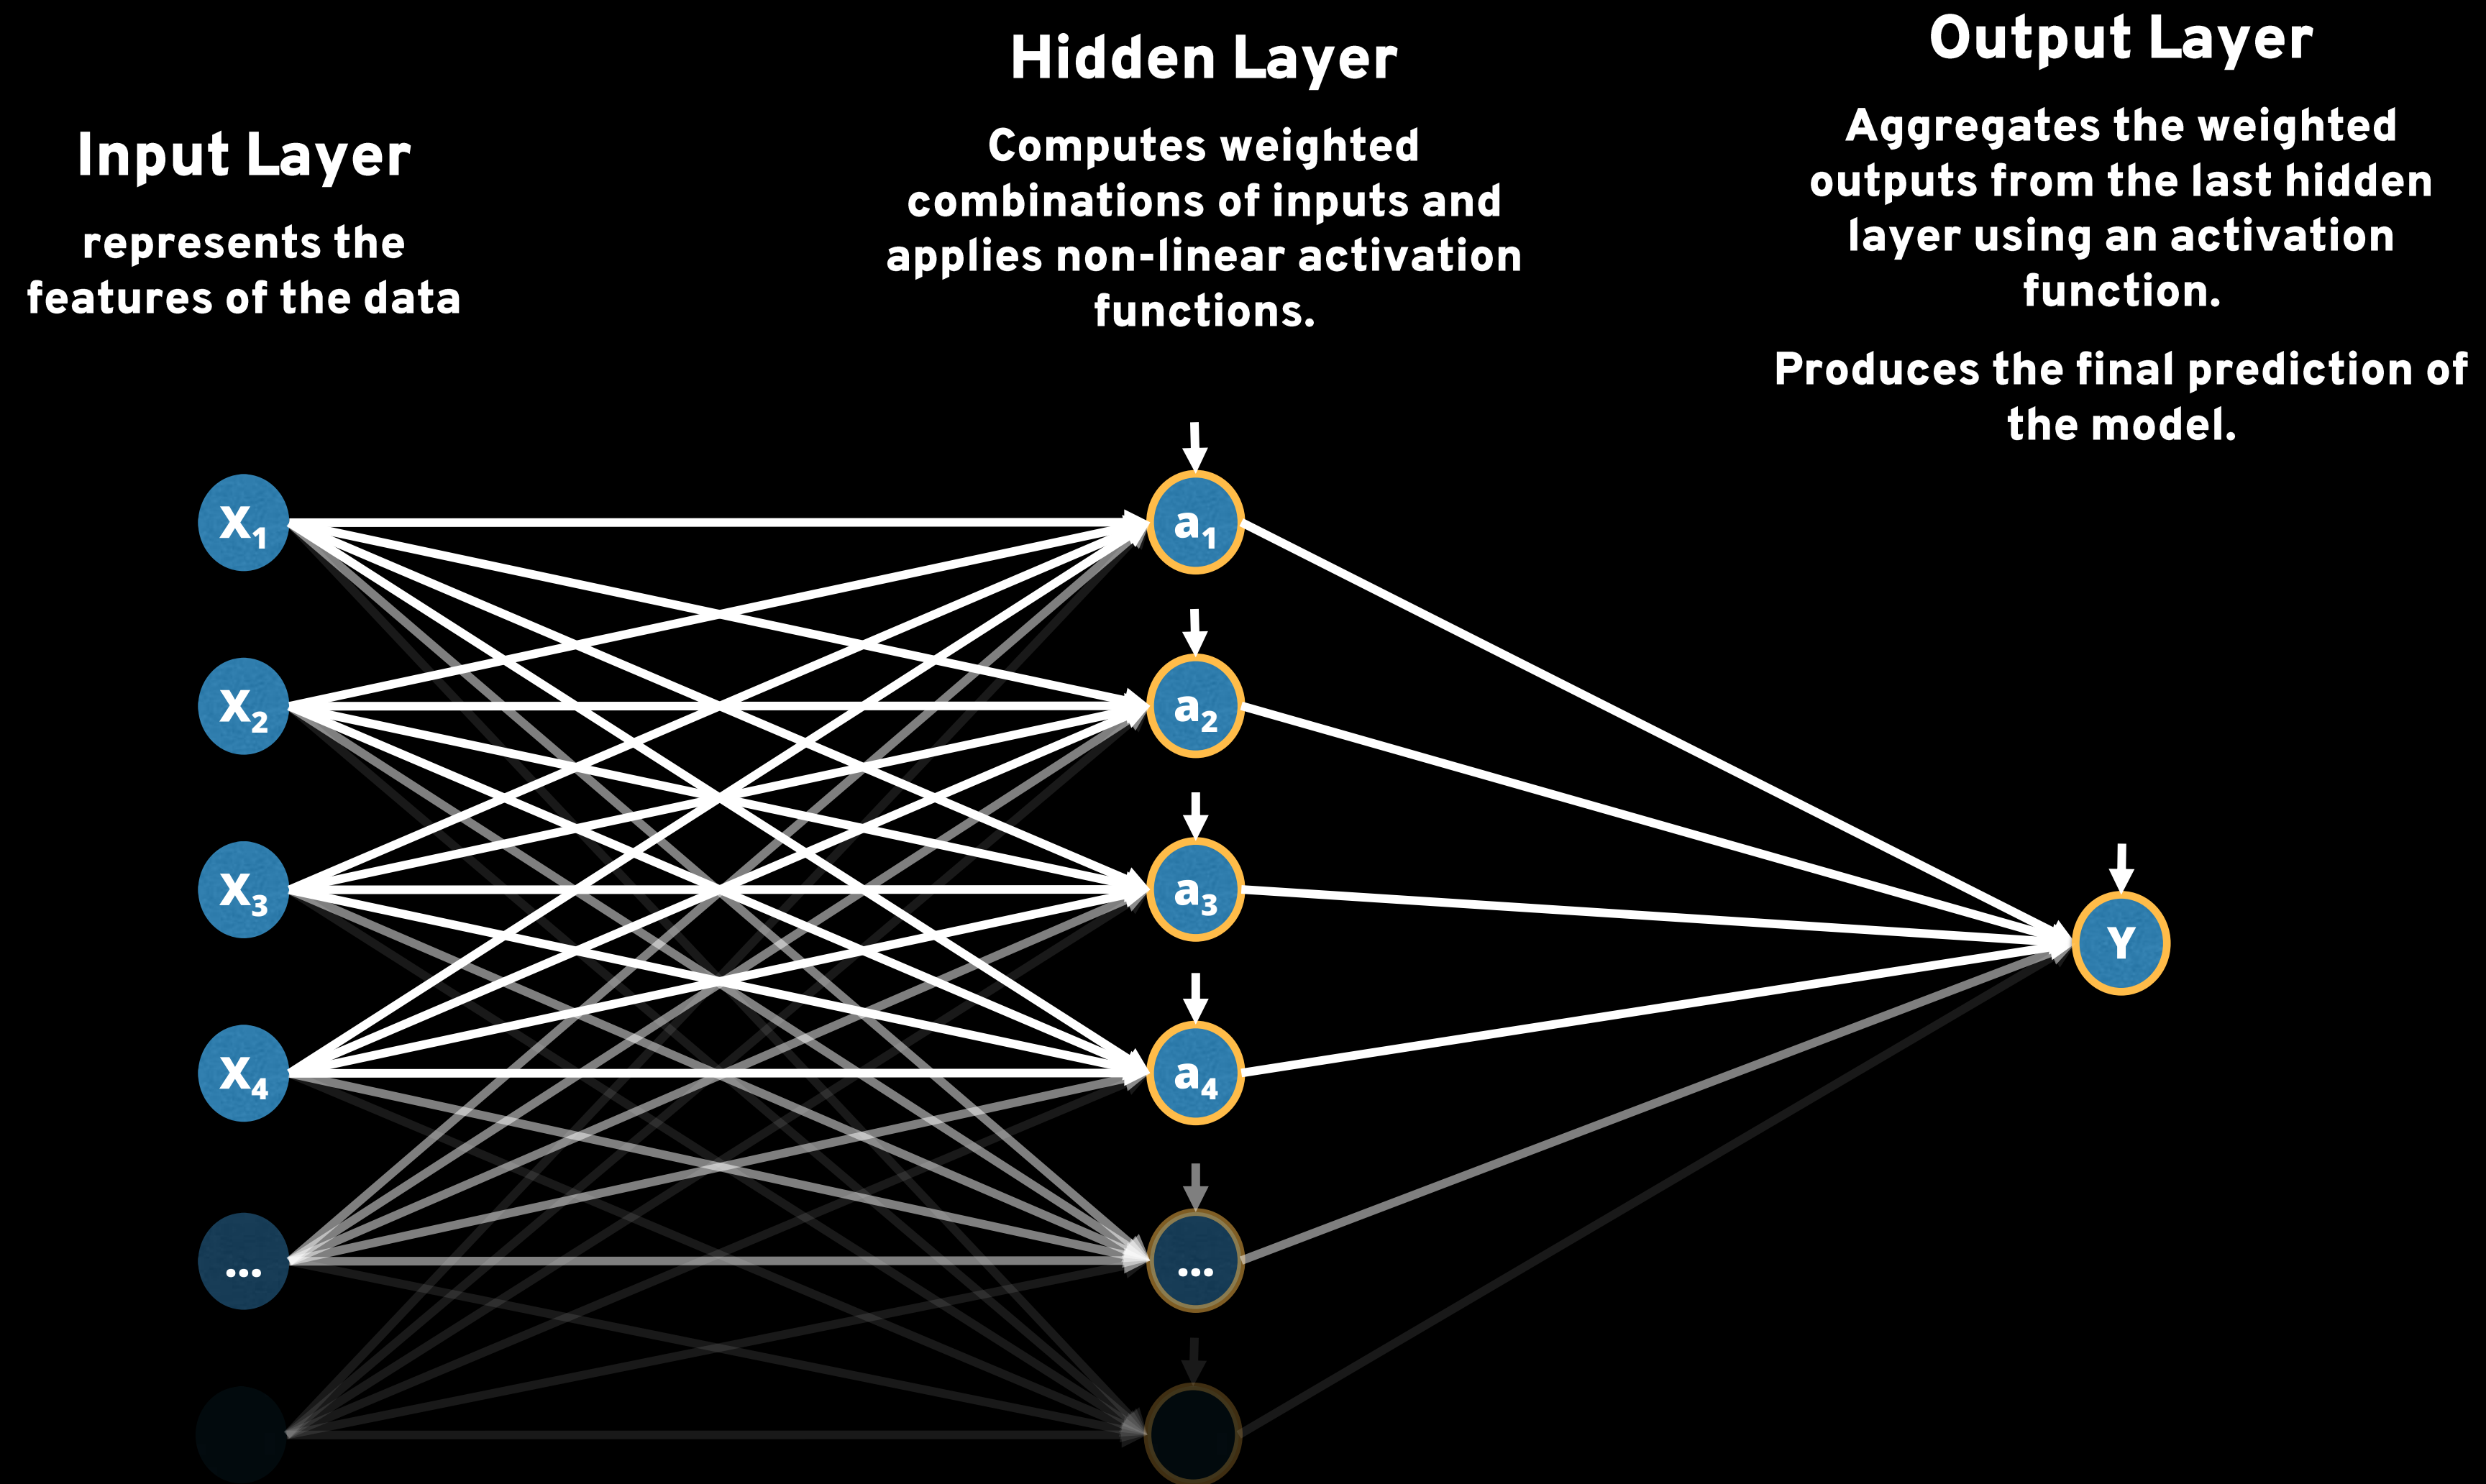 Input Layer
represents the
features of the data
Hidden Layer
Computes weighted
combinations of inputs and
applies non-linear activation
functions.
Output Layer
Aggregates the weighted
outputs from the last hidden
layer using an activation
function.
Produces the final prediction of
the model.
X₁
X₂
X₃
X₄
...
a₁
a₂
a₃
a₄
...
Y